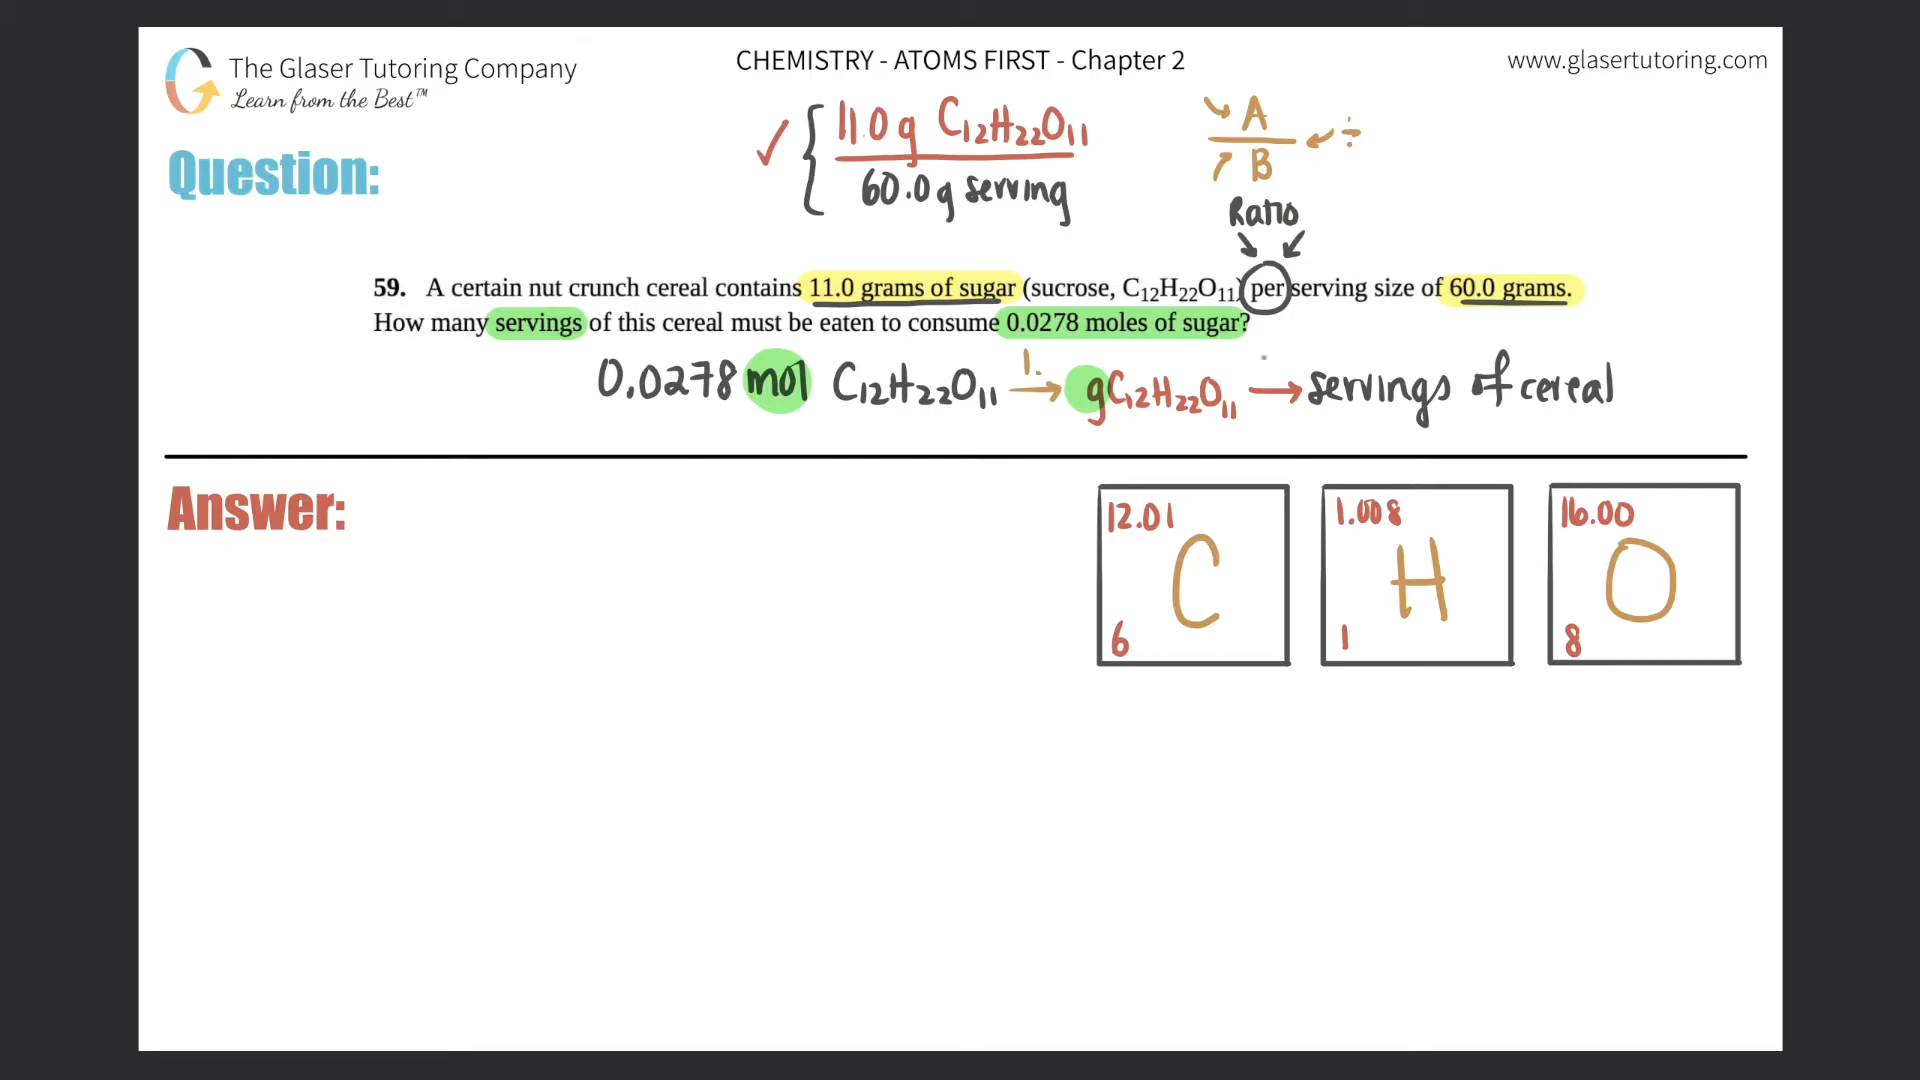 The Glaser Tutoring Company
Learn from the Best™
CHEMISTRY - ATOMS FIRST - Chapter 2
www.glasertutoring.com
Question:
✓ { 11.0 g C₁₂H₂₂O₁₁
60.0 g serving
A
B
÷
Ratio
59. A certain nut crunch cereal contains 11.0 grams of sugar (sucrose, C₁₂H₂₂O₁₁) per serving size of 60.0 grams.
How many servings of this cereal must be eaten to consume 0.0278 moles of sugar?
1.
0.0278 mol C₁₂H₂₂O₁₁ → g C₁₂H₂₂O₁₁ → servings of cereal
Answer:
12.01
C
6
1.008
H
1
16.00
O
8